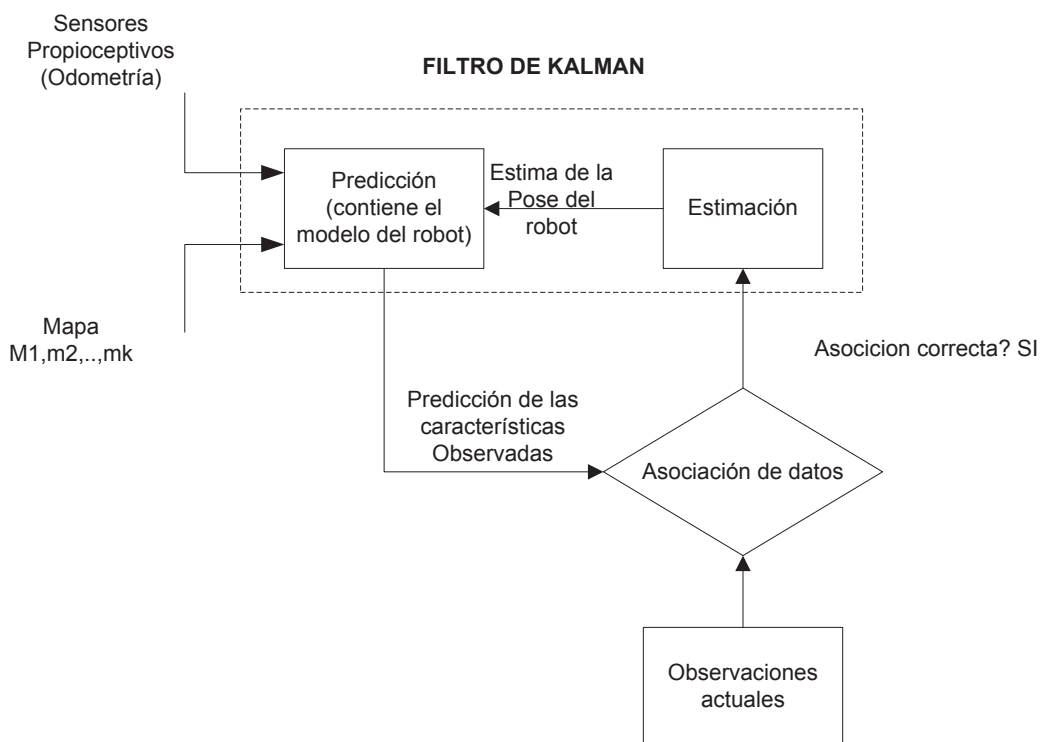 Sensores
Propioceptivos
(Odometría)
FILTRO DE KALMAN
Predicción
(contiene el
modelo del robot)
Estima de la
Pose del
robot
Estimación
Mapa
M1,m2,..,mk
Asocicion correcta? SI
Predicción de las
características
Observadas
Asociación de datos
Observaciones
actuales